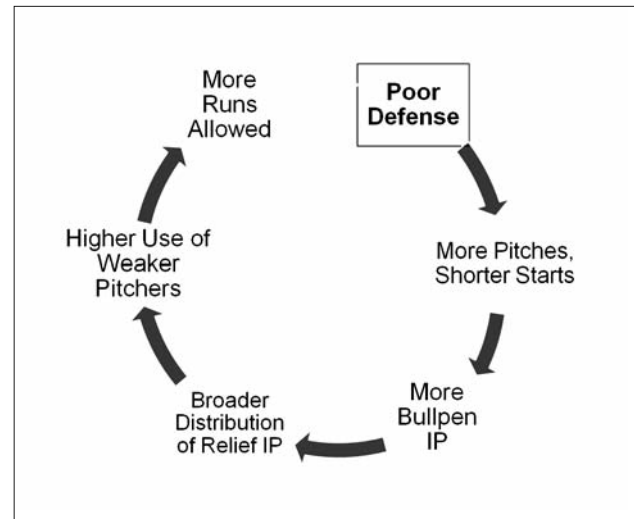 Poor
Defense
More Pitches,
Shorter Starts
More
Bullpen
IP
Broader
Distribution
of Relief IP
Higher Use of
Weaker
Pitchers
More
Runs
Allowed